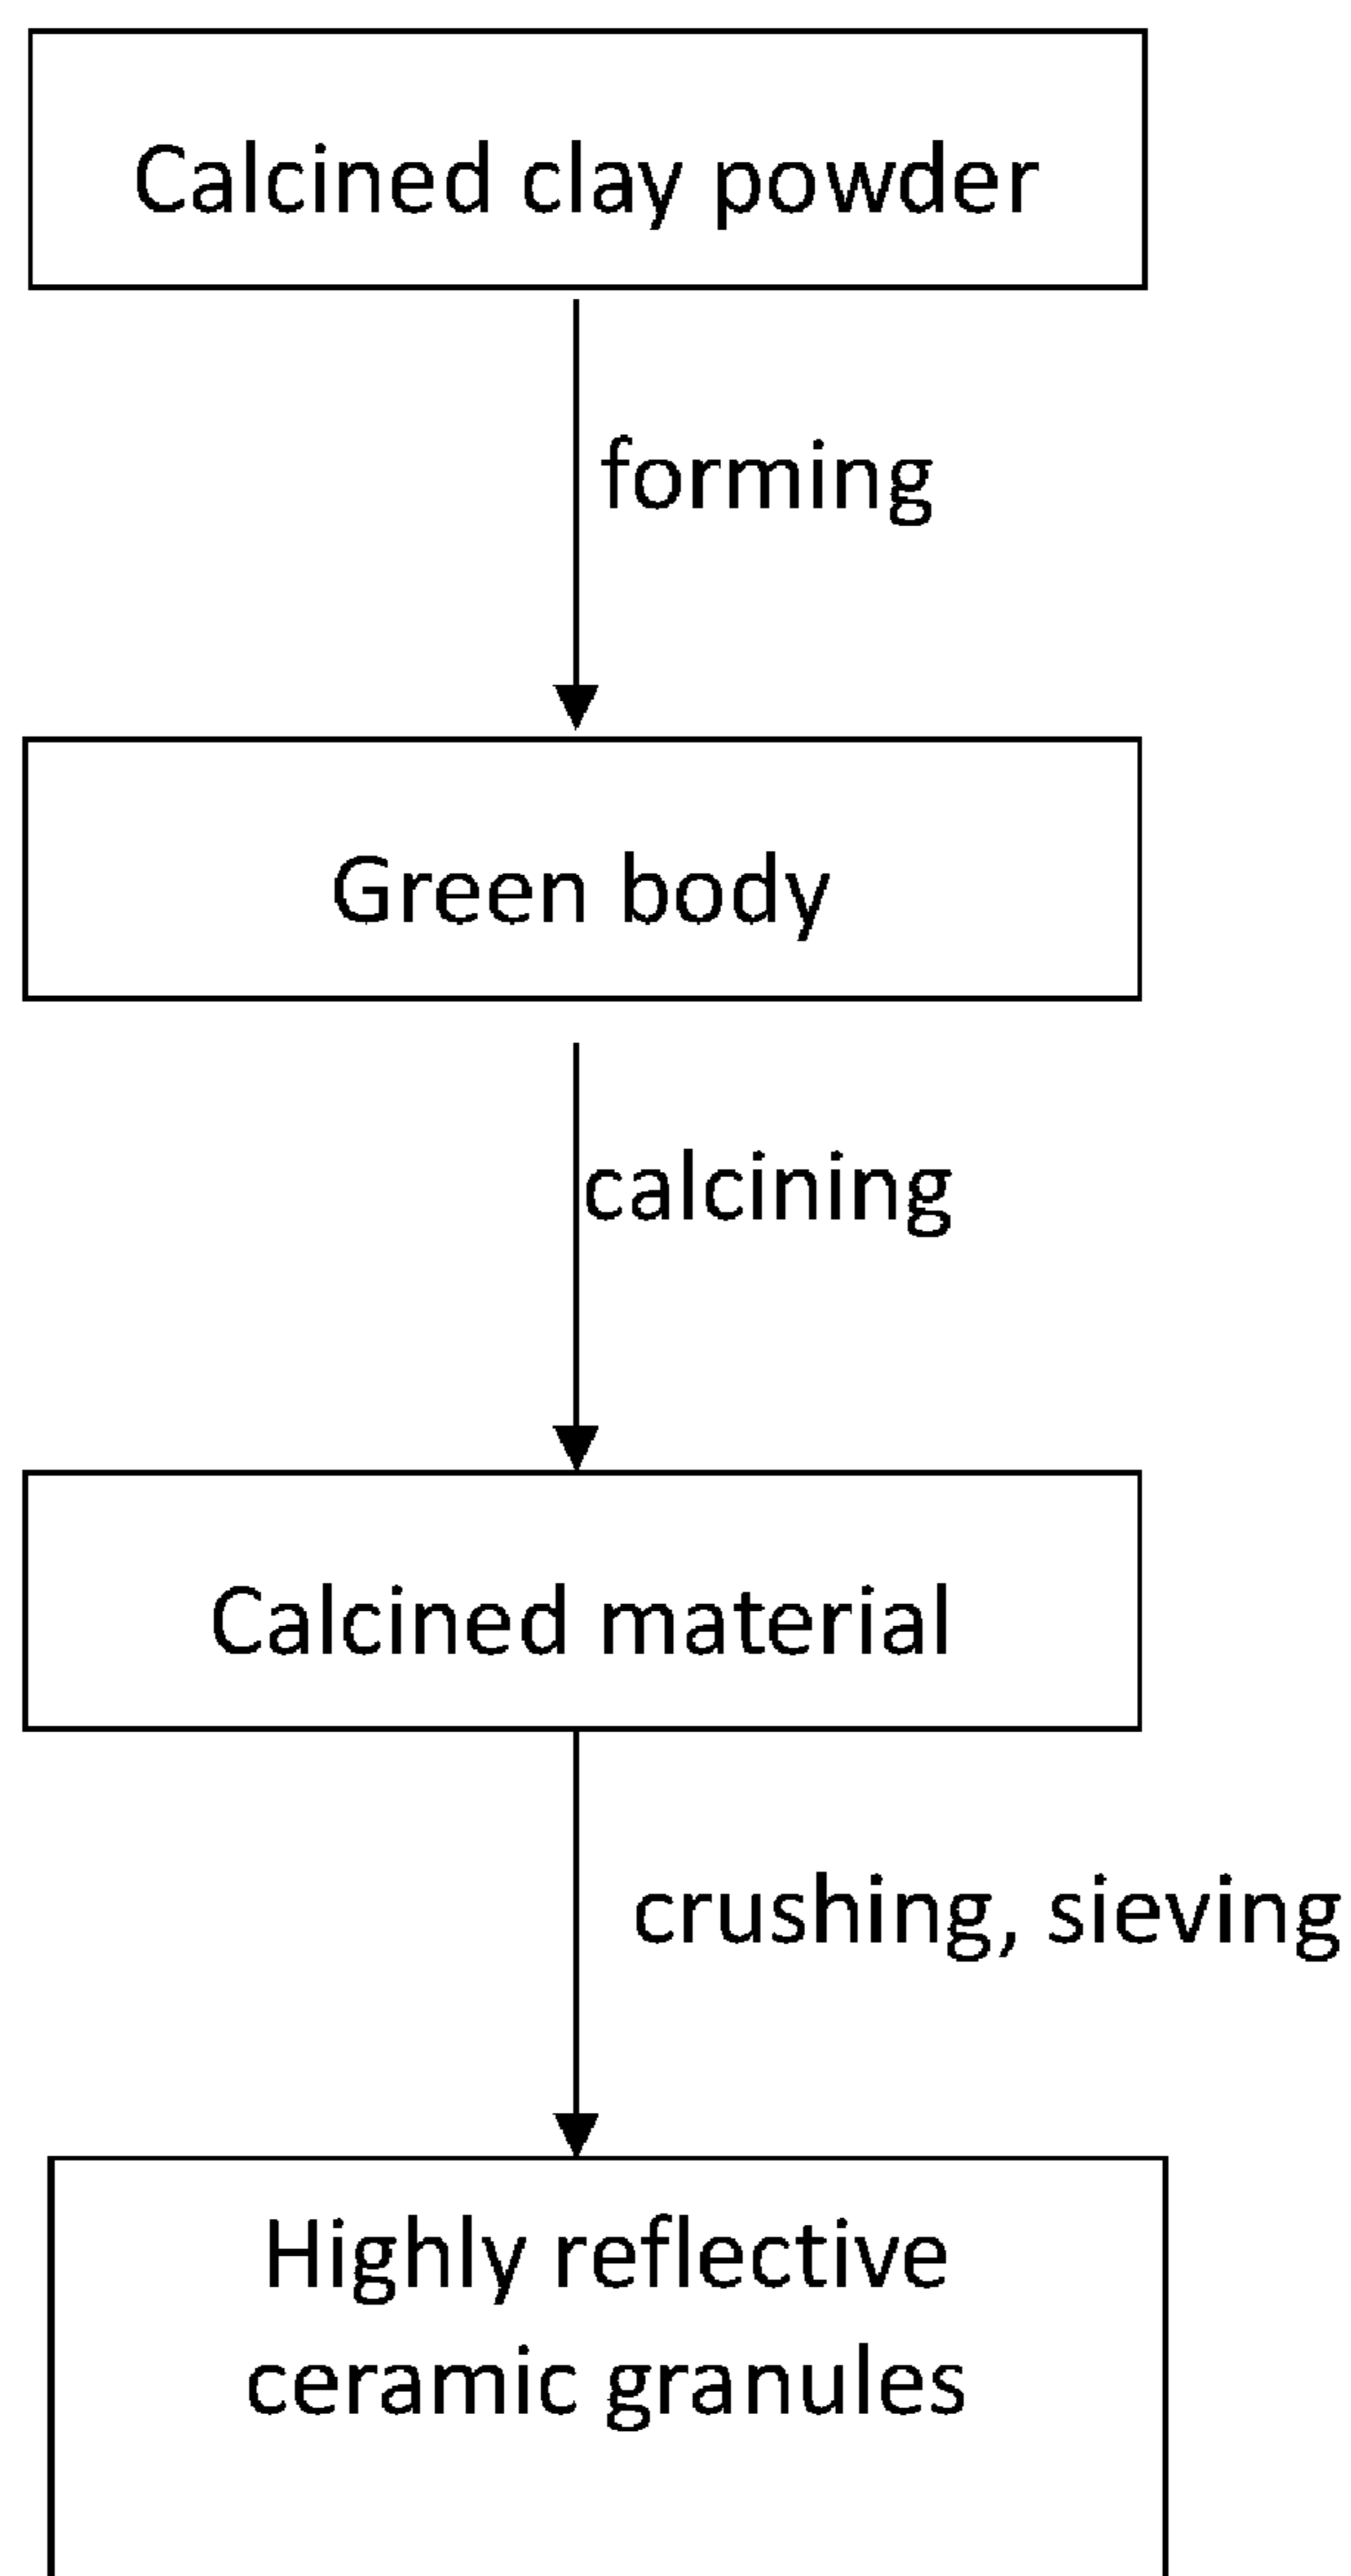 Calcined clay powder
forming
Green body
calcining
Calcined material
crushing, sieving
Highly reflective
ceramic granules